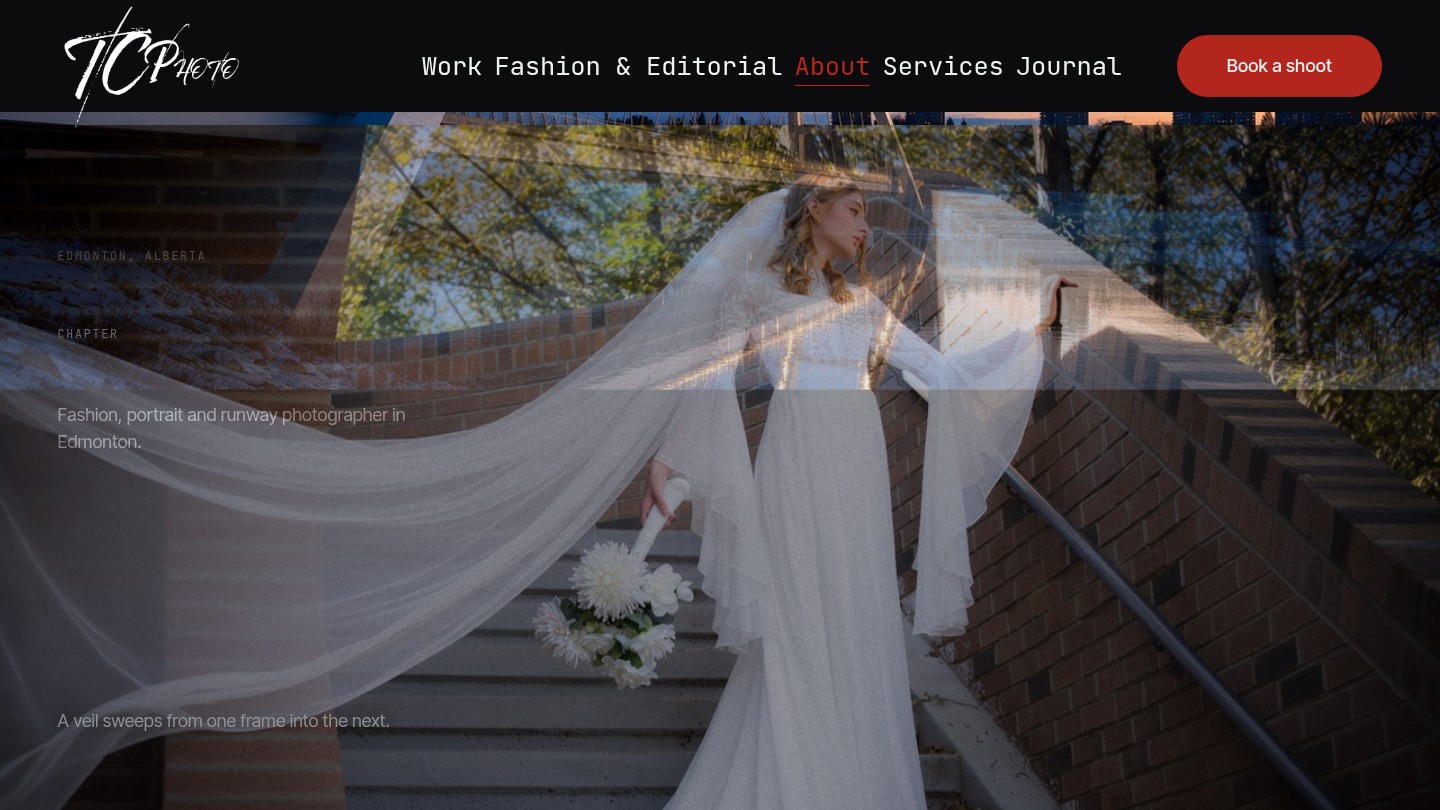 TCPHOTO
Work Fashion & Editorial About Services Journal
Book a shoot
EDMONTON, ALBERTA
CHAPTER
Fashion, portrait and runway photographer in
Edmonton.
A veil sweeps from one frame into the next.